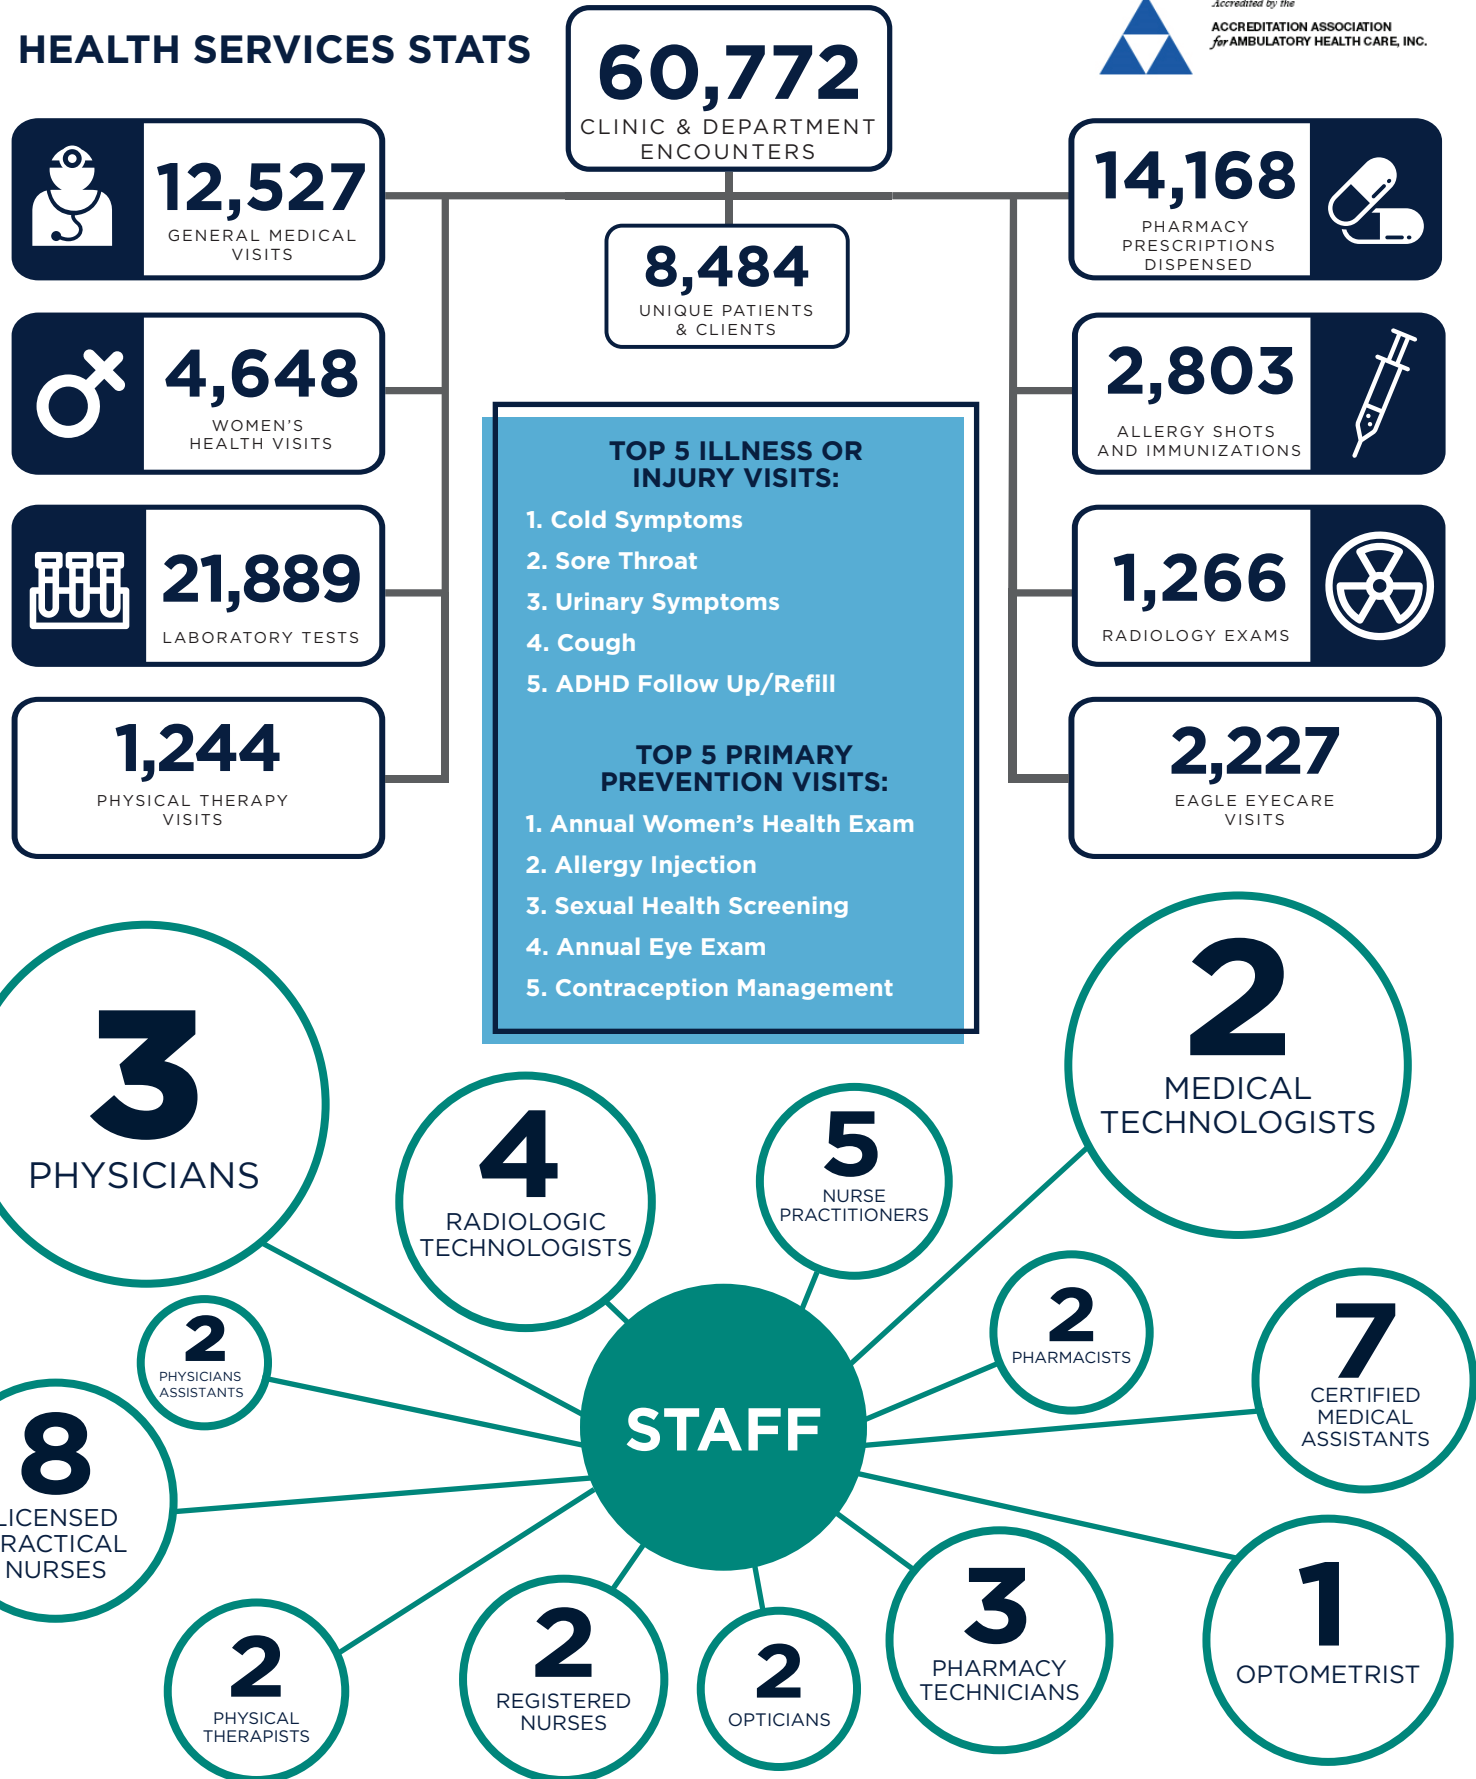 HEALTH SERVICES STATS
60,772
CLINIC & DEPARTMENT
ENCOUNTERS
Accredited by the
ACCREDITATION ASSOCIATION
for AMBULATORY HEALTH CARE, INC.
12,527
GENERAL MEDICAL
VISITS
8,484
UNIQUE PATIENTS
& CLIENTS
14,168
PHARMACY
PRESCRIPTIONS
DISPENSED
4,648
WOMEN'S
HEALTH VISITS
2,803
ALLERGY SHOTS
AND IMMUNIZATIONS
21,889
LABORATORY TESTS
1,266
RADIOLOGY EXAMS
1,244
PHYSICAL THERAPY
VISITS
2,227
EAGLE EYECARE
VISITS
TOP 5 ILLNESS OR
INJURY VISITS:
1. Cold Symptoms
2. Sore Throat
3. Urinary Symptoms
4. Cough
5. ADHD Follow Up/Refill
TOP 5 PRIMARY
PREVENTION VISITS:
1. Annual Women's Health Exam
2. Allergy Injection
3. Sexual Health Screening
4. Annual Eye Exam
5. Contraception Management
3
PHYSICIANS
4
RADIOLOGIC
TECHNOLOGISTS
5
NURSE
PRACTITIONERS
2
MEDICAL
TECHNOLOGISTS
2
PHYSICIANS
ASSISTANTS
2
PHARMACISTS
7
CERTIFIED
MEDICAL
ASSISTANTS
STAFF
8
LICENSED
RACTICAL
NURSES
2
PHYSICAL
THERAPISTS
2
REGISTERED
NURSES
2
OPTICIANS
3
PHARMACY
TECHNICIANS
1
OPTOMETRIST